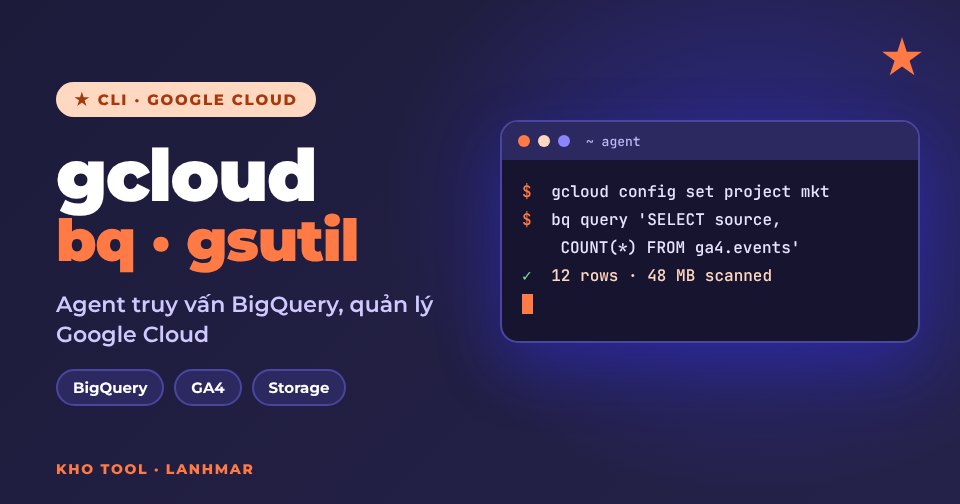 ★ CLI · GOOGLE CLOUD
gcloud
bq · gsutil
Agent truy vấn BigQuery, quản lý
Google Cloud
BigQuery GA4 Storage
KHO TOOL · LANHMAR
~ agent
$ gcloud config set project mkt
$ bq query 'SELECT source,
COUNT(*) FROM ga4.events'
✓ 12 rows · 48 MB scanned